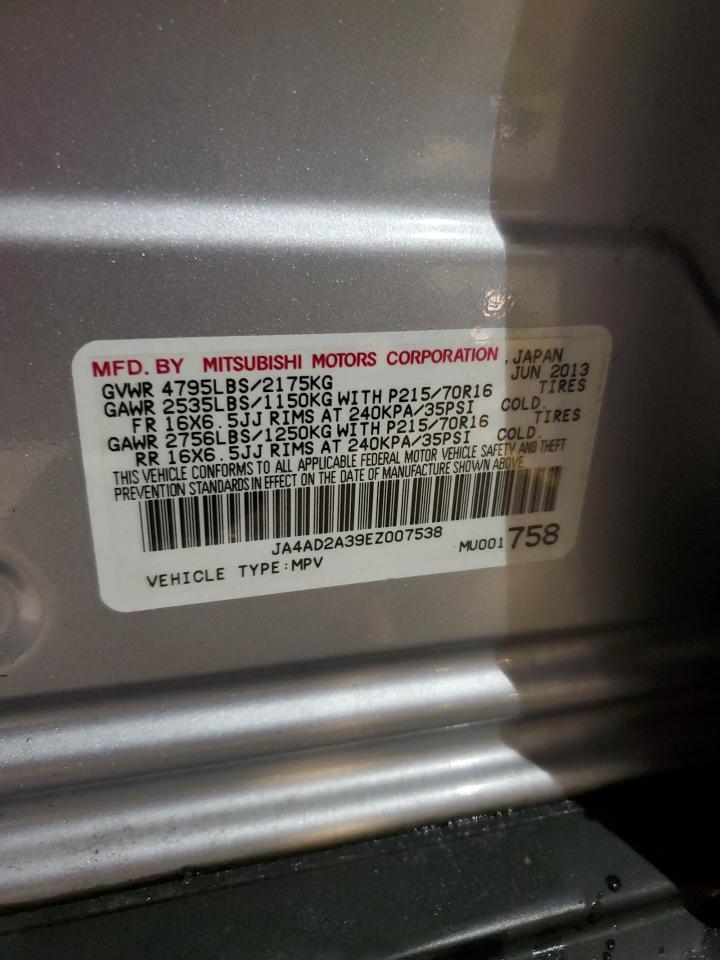 MFD. BY MITSUBISHI MOTORS CORPORATION, JAPAN
GVWR 4795LBS/2175KG JUN 2013
GAWR 2535LBS/1150KG WITH P215/70R16 TIRES
FR 16X6.5JJ RIMS AT 240KPA/35PSI COLD.
GAWR 2756LBS/1250KG WITH P215/70R16 TIRES
RR 16X6.5JJ RIMS AT 240KPA/35PSI COLD.
THIS VEHICLE CONFORMS TO ALL APPLICABLE FEDERAL MOTOR VEHICLE SAFETY AND THEFT
PREVENTION STANDARDS IN EFFECT ON THE DATE OF MANUFACTURE SHOWN ABOVE.
JA4AD2A39EZ007538
MU001758
VEHICLE TYPE:MPV